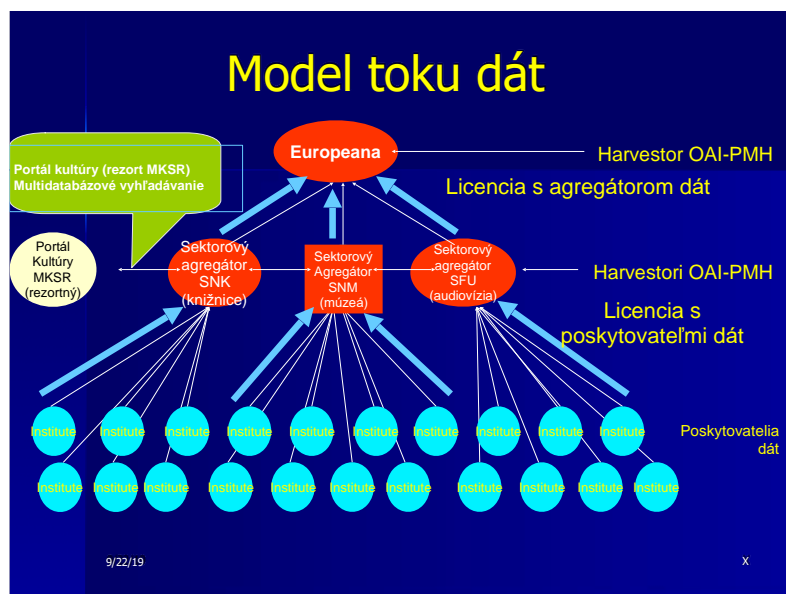 Model toku dát
Europeana
Harvestor OAI-PMH
Portál kultúry (rezort MKSR)
Multidatabázové vyhľadávanie
Licencia s agregátorom dát
Portál
Kultúry
MKSR
(rezortný)
Sektorový
agregátor
SNK
(knižnice)
Sektorový
Agregátor
SNM
(múzeá)
Sektorový
agregátor
SFU
(audiovízia)
Harvestori OAI-PMH
Licencia s
poskytovateľmi dát
Institute
Institute
Institute
Institute
Institute
Institute
Institute
Institute
Institute
Institute
Poskytovatelia
dát
Institute
Institute
Institute
Institute
Institute
Institute
Institute
Institute
Institute
Institute
Institute
9/22/19
X